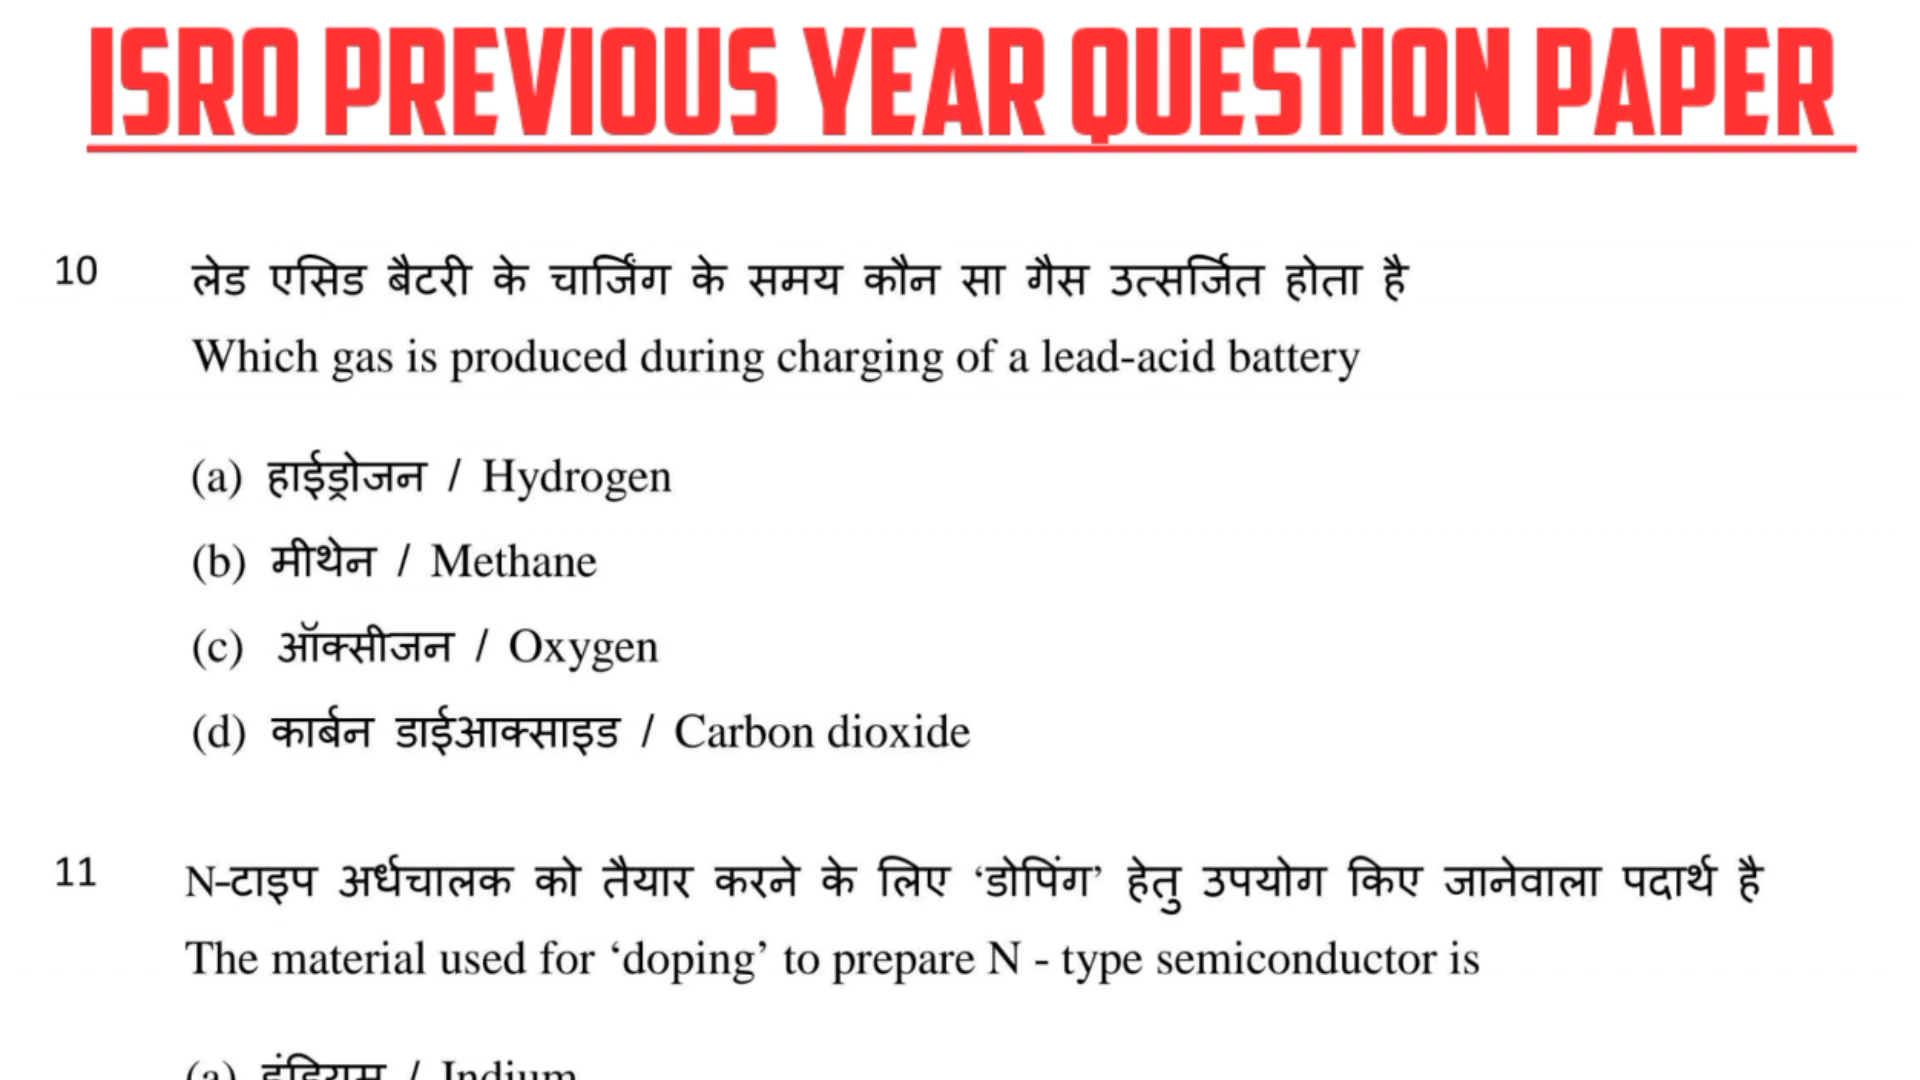 ISRO PREVIOUS YEAR QUESTION PAPER
10 लेड एसिड बैटरी के चार्जिंग के समय कौन सा गैस उत्सर्जित होता है
Which gas is produced during charging of a lead-acid battery
(a) हाईड्रोजन / Hydrogen
(b) मीथेन / Methane
(c) ऑक्सीजन / Oxygen
(d) कार्बन डाईआक्साइड / Carbon dioxide
11 N-टाइप अर्धचालक को तैयार करने के लिए ‘डोपिंग’ हेतु उपयोग किए जानेवाला पदार्थ है
The material used for ‘doping’ to prepare N - type semiconductor is
(a) इंडियम / Indium